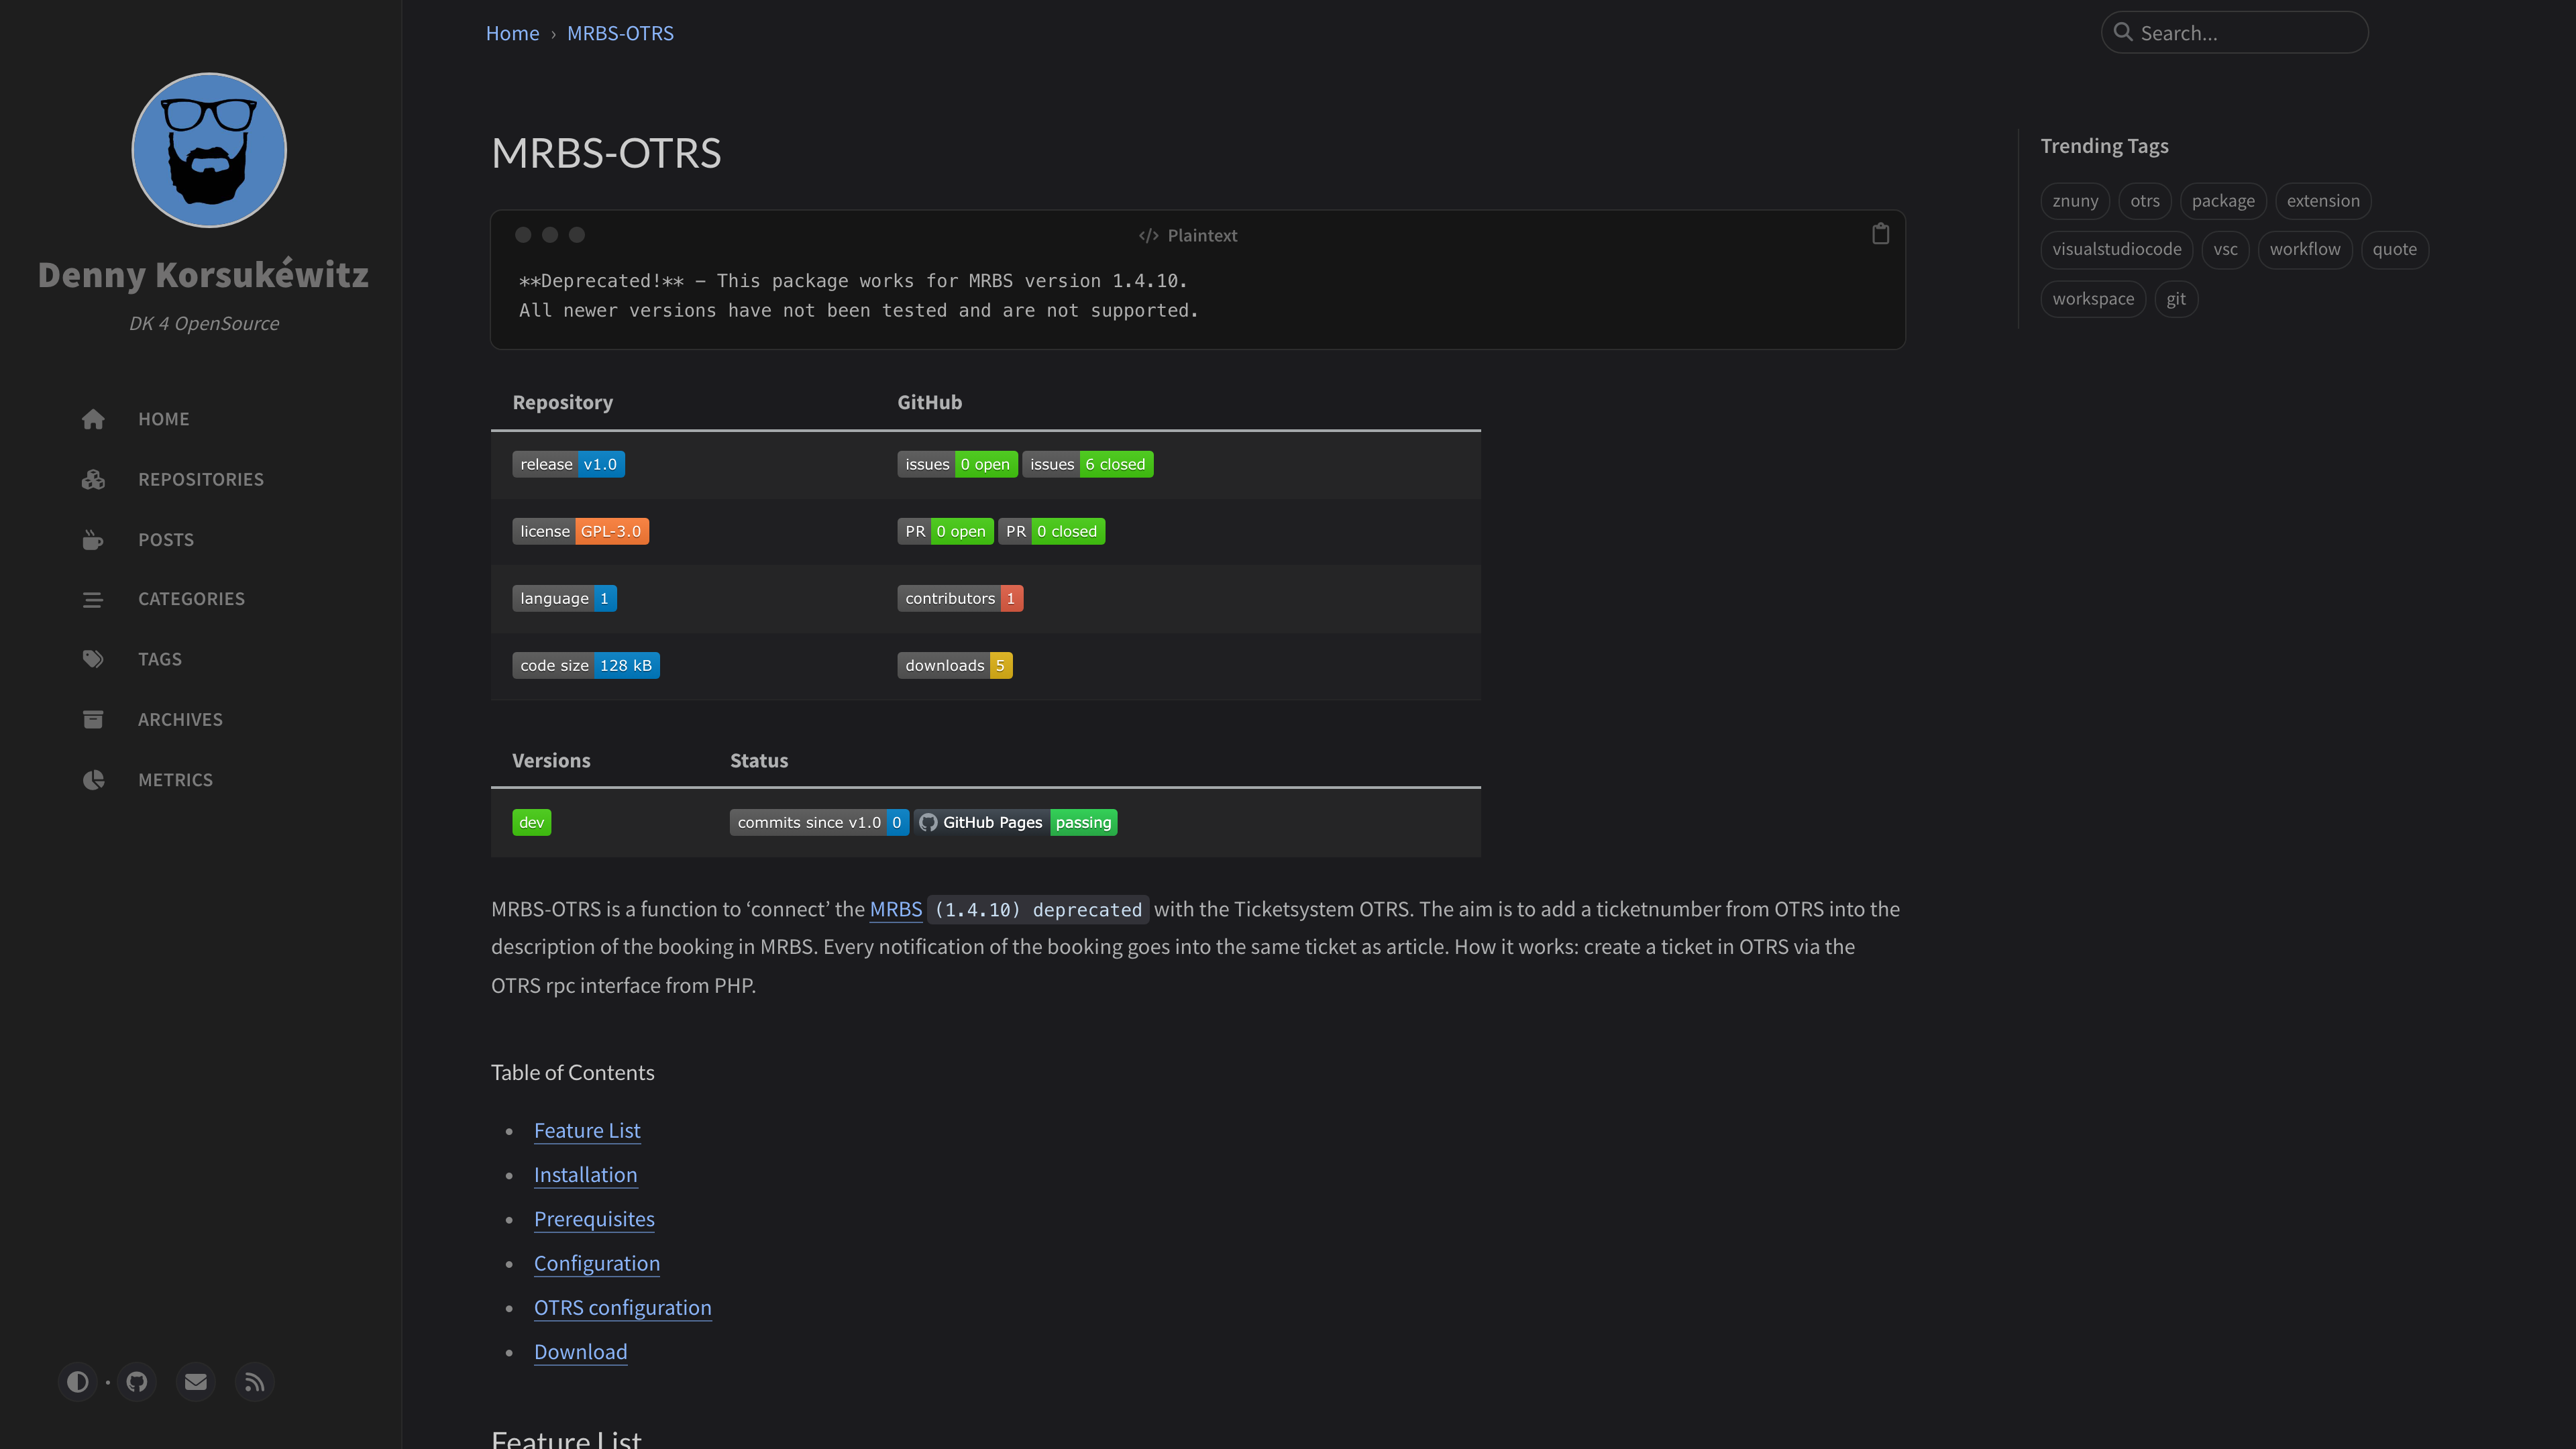 Denny Korsukéwitz
DK 4 OpenSource
HOME
REPOSITORIES
POSTS
CATEGORIES
TAGS
ARCHIVES
METRICS
Home › MRBS-OTRS
Search...
MRBS-OTRS
</> Plaintext
**Deprecated!** – This package works for MRBS version 1.4.10.
All newer versions have not been tested and are not supported.
Repository GitHub
release v1.0 issues 0 open issues 6 closed
license GPL-3.0 PR 0 open PR 0 closed
language 1 contributors 1
code size 128 kB downloads 5
Versions Status
dev commits since v1.0 0 GitHub Pages passing
MRBS-OTRS is a function to ‘connect’ the MRBS (1.4.10) deprecated with the Ticketsystem OTRS. The aim is to add a ticketnumber from OTRS into the
description of the booking in MRBS. Every notification of the booking goes into the same ticket as article. How it works: create a ticket in OTRS via the
OTRS rpc interface from PHP.
Table of Contents
• Feature List
• Installation
• Prerequisites
• Configuration
• OTRS configuration
• Download
Feature List
Trending Tags
znuny otrs package extension
visualstudiocode vsc workflow quote
workspace git